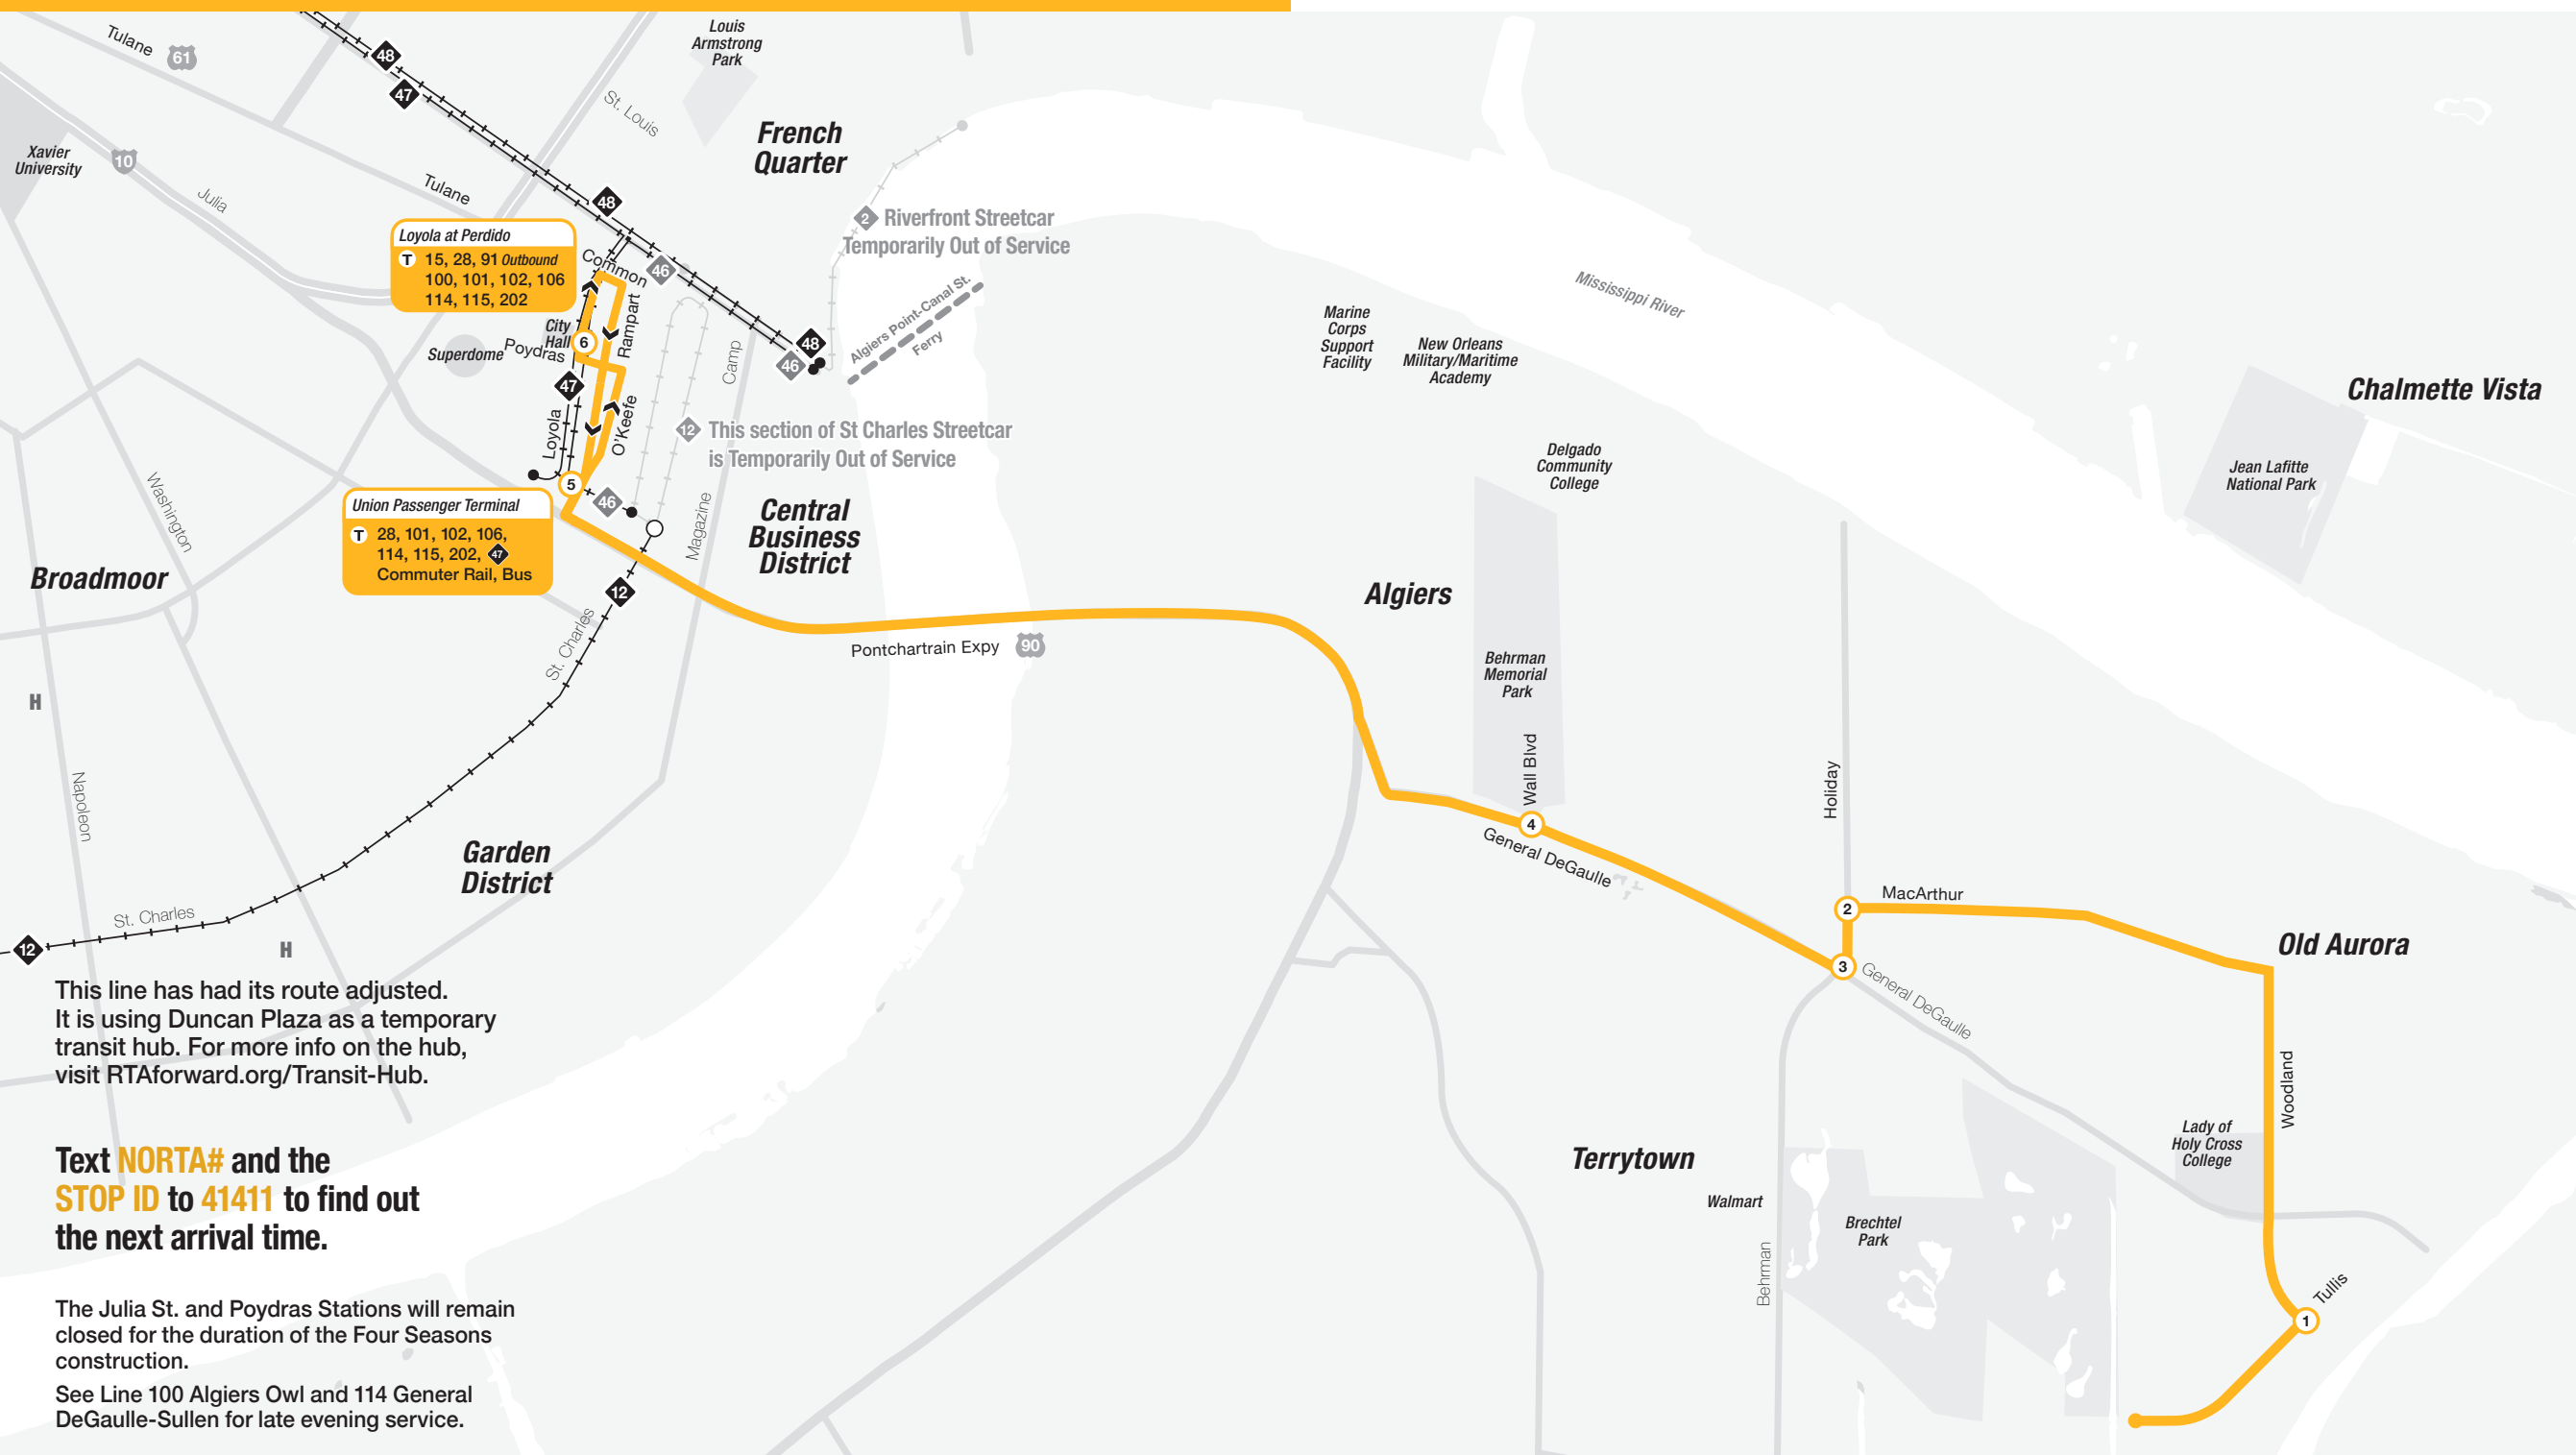 Tulane
61
48
47
Louis
Armstrong
Park
St. Louis
French
Quarter
Xavier
University
10
Julia
Tulane
48
2 Riverfront Streetcar
Temporarily Out of Service
Loyola at Perdido
T 15, 28, 91 Outbound
100, 101, 102, 106
114, 115, 202
Common
46
Rampart
City
Hall
6
Superdome
Poydras
47
Camp
48
46
Algiers Point-Canal St.
Ferry
Mississippi River
Marine
Corps
Support
Facility
New Orleans
Military/Maritime
Academy
Chalmette Vista
Jean Lafitte
National Park
Loyola
O'Keefe
12 This section of St Charles Streetcar
is Temporarily Out of Service
Delgado
Community
College
5
46
Union Passenger Terminal
T 28, 101, 102, 106,
114, 115, 202, 47
Commuter Rail, Bus
Magazine
Central
Business
District
Washington
Broadmoor
12
St. Charles
Algiers
Pontchartrain Expy 90
Behrman
Memorial
Park
H
Napoleon
Wall Blvd
4
General DeGaulle
Holiday
Garden
District
2
MacArthur
St. Charles
12
H
3
General DeGaulle
Old Aurora
This line has had its route adjusted.
It is using Duncan Plaza as a temporary
transit hub. For more info on the hub,
visit RTAforward.org/Transit-Hub.
Woodland
Lady of
Holy Cross
College
Text NORTA# and the
STOP ID to 41411 to find out
the next arrival time.
Terrytown
Walmart
Brechtel
Park
Behrman
Tullis
1
The Julia St. and Poydras Stations will remain
closed for the duration of the Four Seasons
construction.
See Line 100 Algiers Owl and 114 General
DeGaulle-Sullen for late evening service.